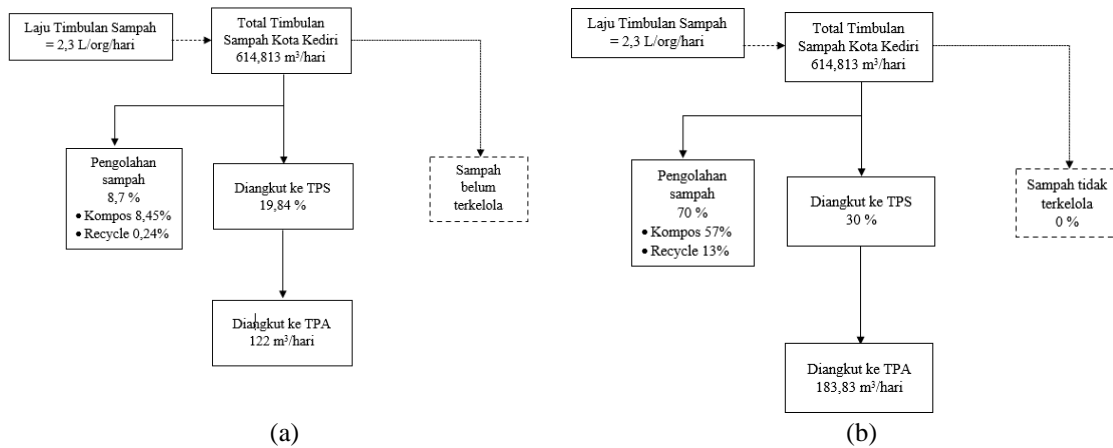 Laju Timbulan Sampah
= 2,3 L/org/hari
Total Timbulan
Sampah Kota Kediri
614,813 m³/hari
Pengolahan
sampah
8,7 %
• Kompos 8,45%
• Recycle 0,24%
Diangkut ke TPS
19,84 %
Sampah
belum
terkelola
Diangkut ke TPA
122 m³/hari
(a)
Laju Timbulan Sampah
= 2,3 L/org/hari
Total Timbulan
Sampah Kota Kediri
614,813 m³/hari
Pengolahan
sampah
70 %
• Kompos 57%
• Recycle 13%
Diangkut ke TPS
30 %
Sampah tidak
terkelola
0 %
Diangkut ke TPA
183,83 m³/hari
(b)